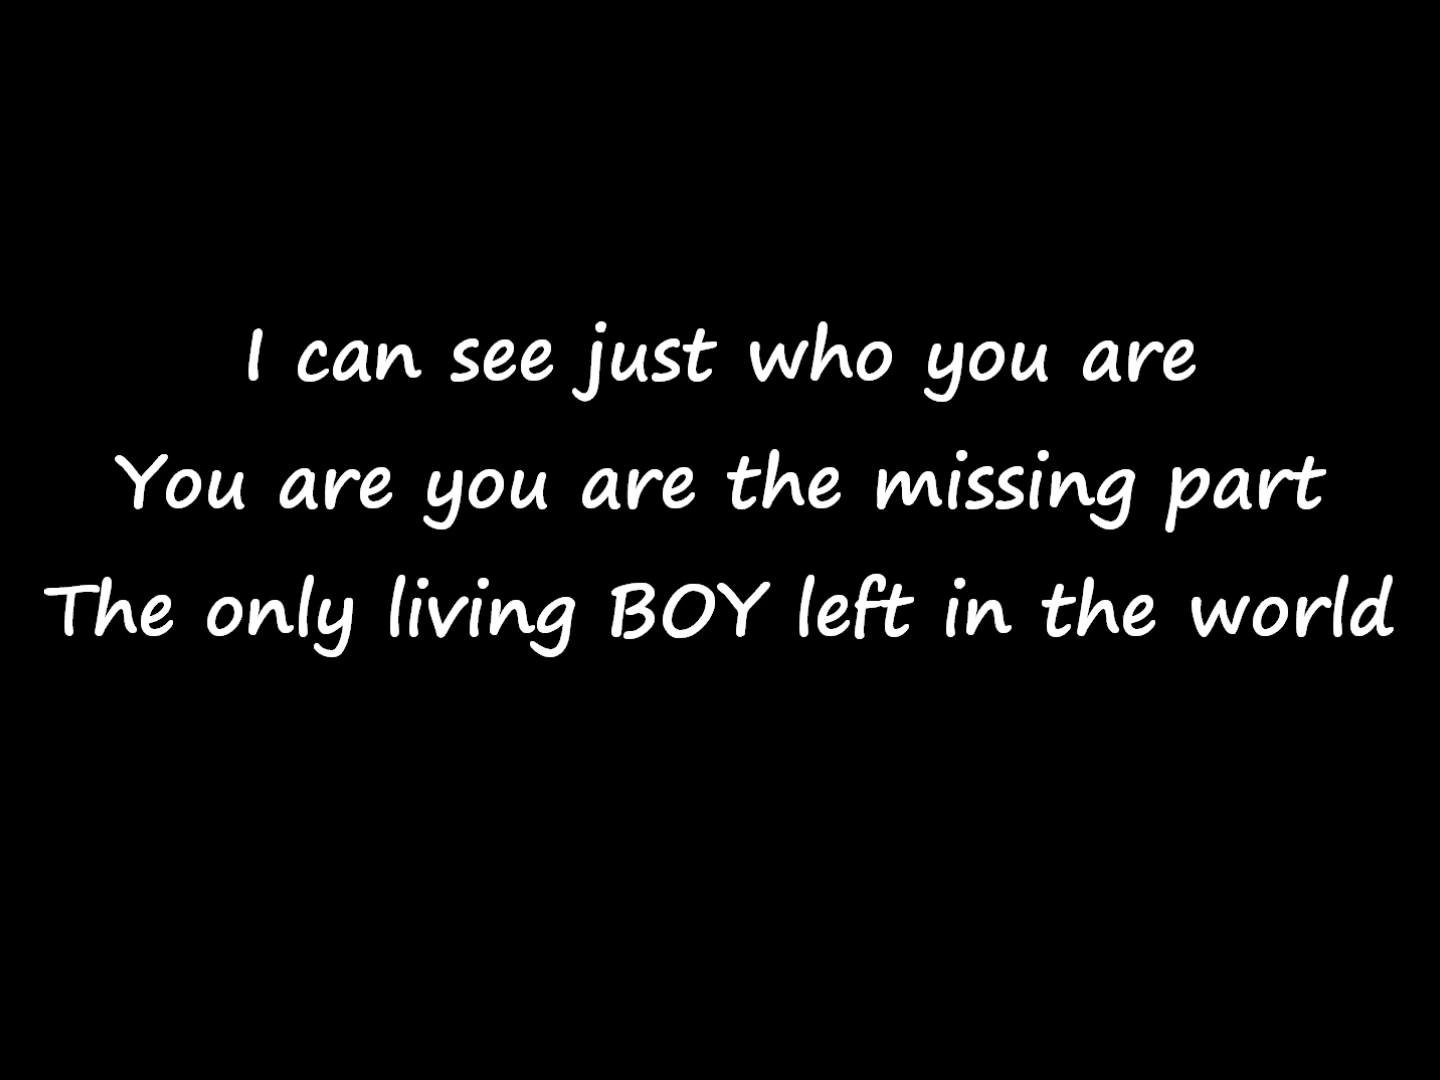 I can see just who you are
You are you are the missing part
The only living BOY left in the world